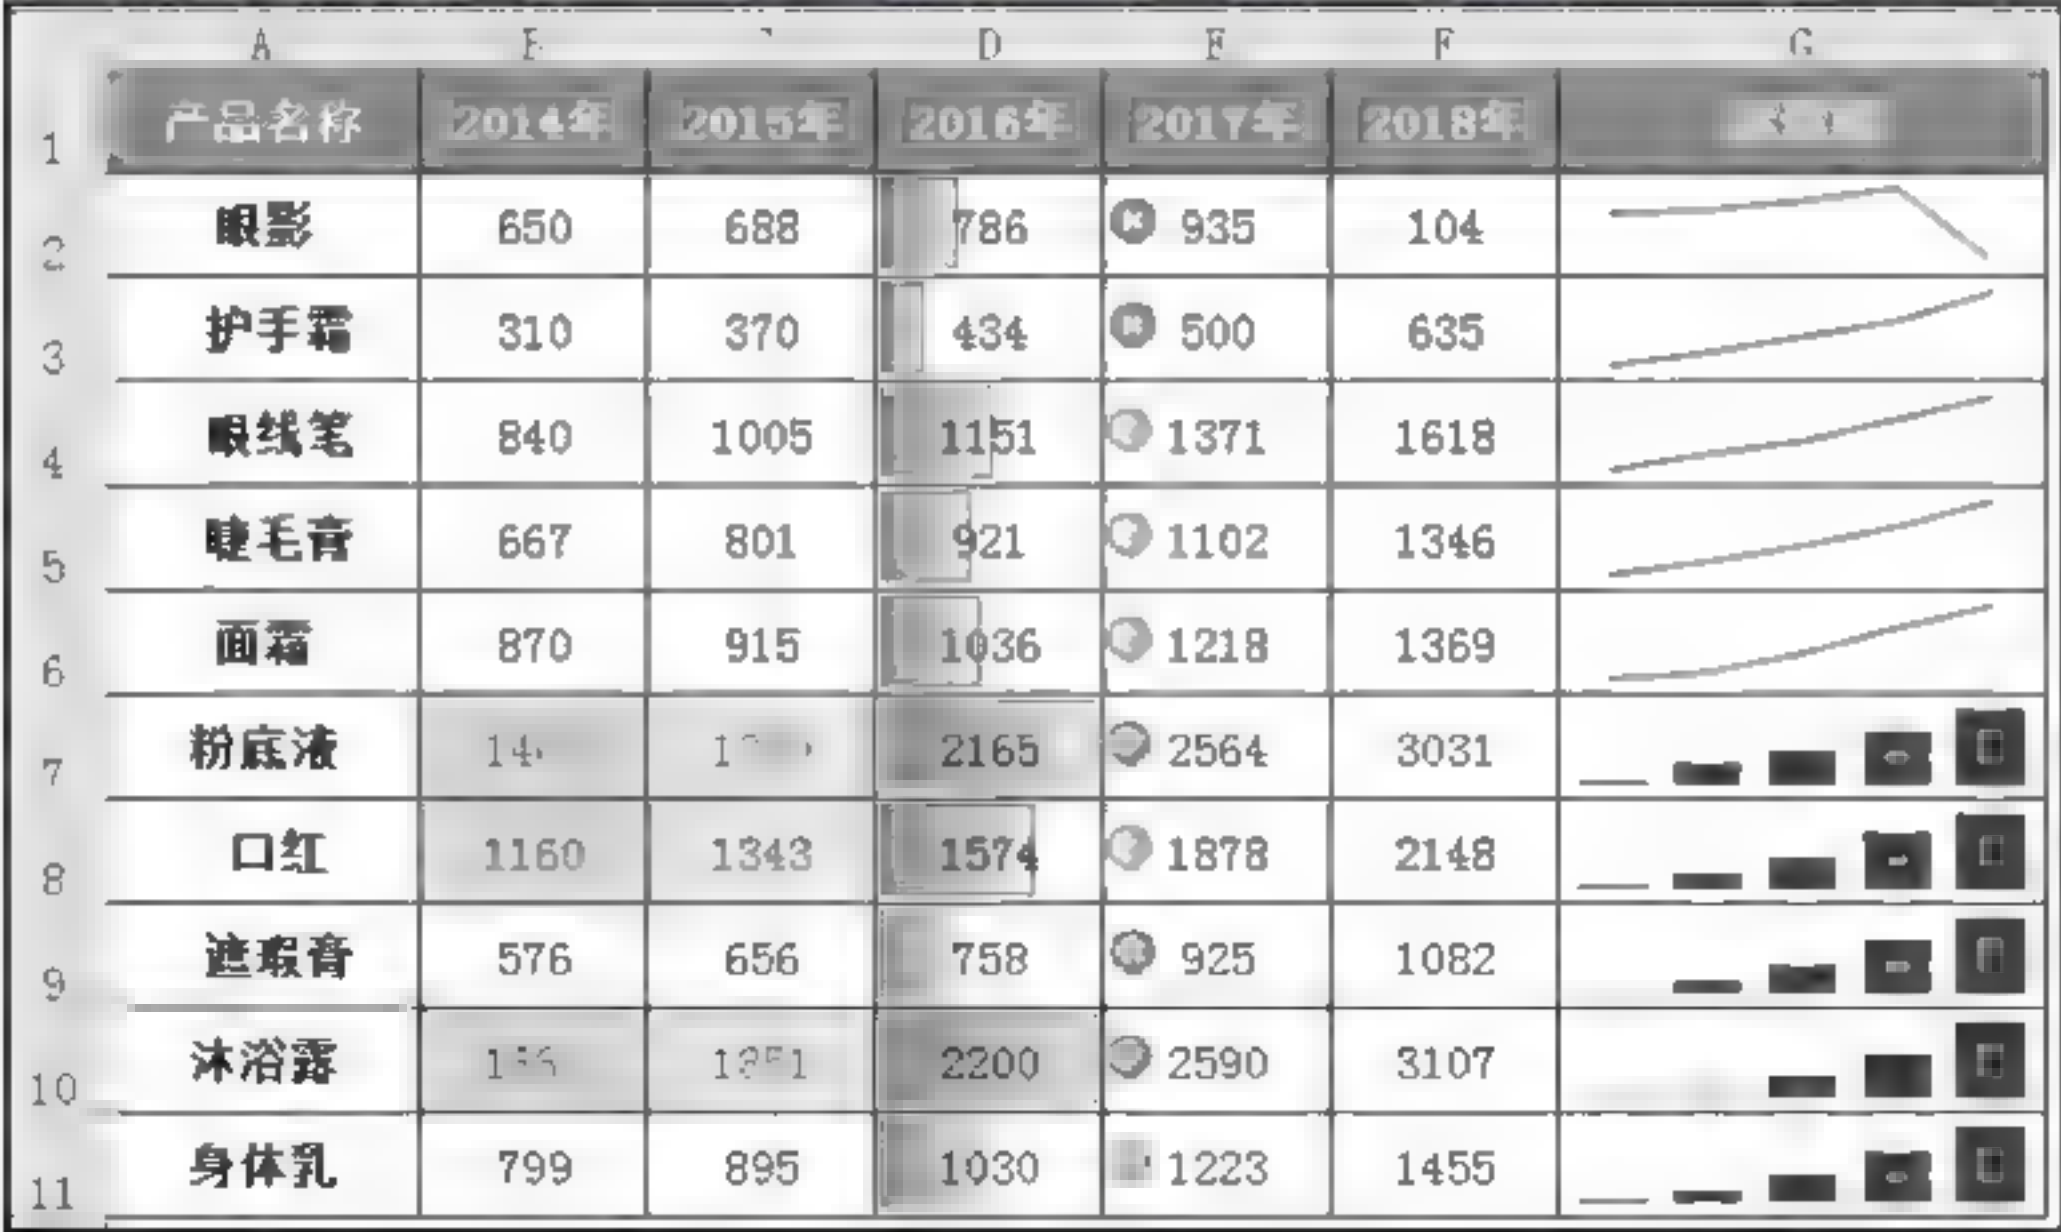 A D E F G
1 产品名称 2014年 2015年 2016年 2017年 2018年
2 眼影 650 688 786 935 104
3 护手霜 310 370 434 500 635
4 眼线笔 840 1005 1151 1371 1618
5 睫毛膏 667 801 921 1102 1346
6 面霜 870 915 1036 1218 1369
7 粉底液 2165 2564 3031
8 口红 1160 1343 1574 1878 2148
9 遮瑕膏 576 656 758 925 1082
10 沐浴露 2200 2590 3107
11 身体乳 799 895 1030 1223 1455